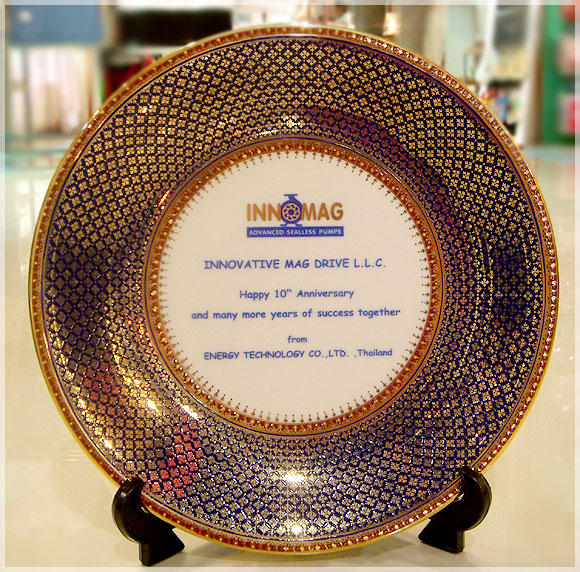 INNOMAG
ADVANCED SEALLESS PUMPS
INNOVATIVE MAG DRIVE L.L.C.
Happy 10th Anniversary
and many more years of success together
from
ENERGY TECHNOLOGY CO.,LTD. ,Thailand